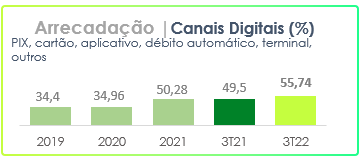 Arrecadação | Canais Digitais (%)
PIX, cartão, aplicativo, débito automático, terminal,
outros
34,4 34,96 50,28 49,5 55,74
2019 2020 2021 3T21 3T22